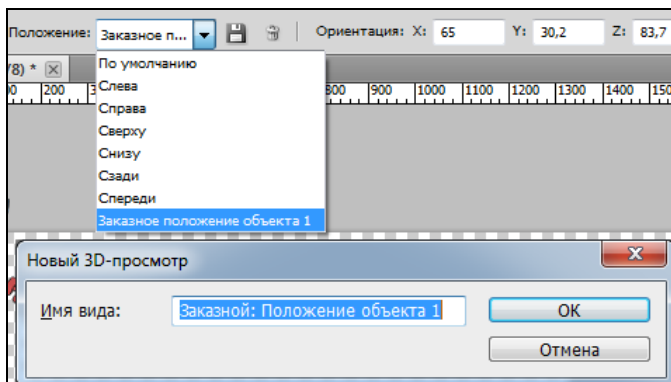 Положение: Заказное п... Ориентация: X: 65 Y: 30,2 Z: 83,7
/8) *
200 800 900 1000 1100 1200 1300 1400
По умолчанию
Слева
Справа
Сверху
Снизу
Сзади
Спереди
Заказное положение объекта 1
Новый 3D-просмотр
Имя вида: Заказной: Положение объекта 1 OK
Отмена